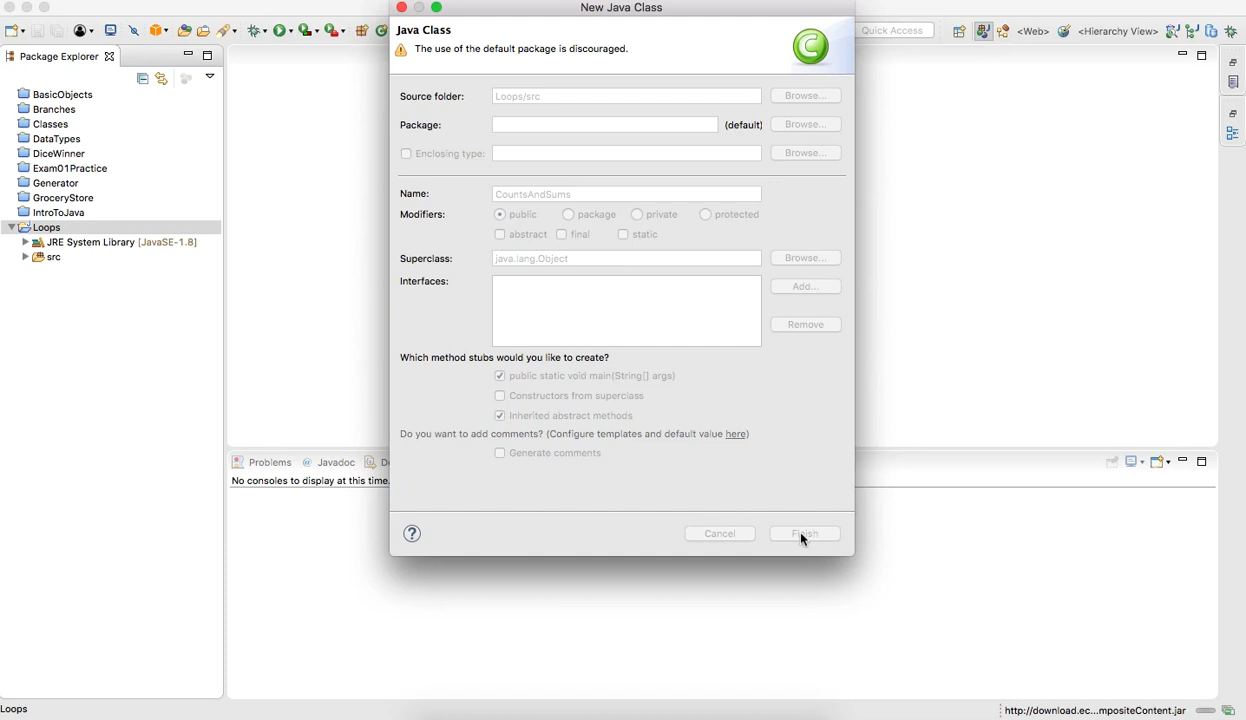 New Java Class
Java Class
The use of the default package is discouraged.
Quick Access
<Web>
<Hierarchy View>
Package Explorer
BasicObjects
Branches
Classes
DataTypes
DiceWinner
Exam01Practice
Generator
GroceryStore
IntroToJava
Loops
JRE System Library [JavaSE-1.8]
src
Source folder: Loops/src Browse...
Package: (default) Browse...
Enclosing type: Browse...
Name: CountsAndSums
Modifiers: public package private protected
abstract final static
Superclass: java.lang.Object Browse...
Interfaces: Add...
Remove
Which method stubs would you like to create?
public static void main(String[] args)
Constructors from superclass
Inherited abstract methods
Do you want to add comments? (Configure templates and default value here)
Generate comments
? Cancel Finish
Problems @ Javadoc
No consoles to display at this time.
Loops
http://download.ec...mpositeContent.jar